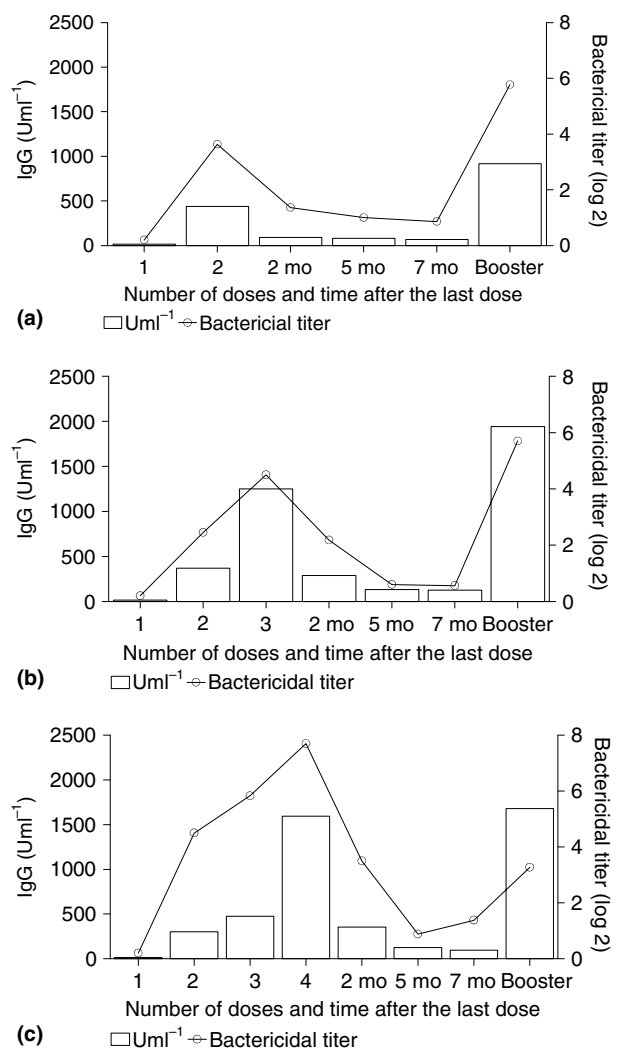 2500
2000
1500
1000
500
0
IgG (Uml⁻¹)
8
6
4
2
0
Bactericial titer (log 2)
1 2 2 mo 5 mo 7 mo Booster
Number of doses and time after the last dose
(a)
Uml⁻¹ Bactericial titer
2500
2000
1500
1000
500
0
IgG (Uml⁻¹)
8
6
4
2
0
Bactericidal titer (log 2)
1 2 3 2 mo 5 mo 7 mo Booster
Number of doses and time after the last dose
(b)
Uml⁻¹ Bactericidal titer
2500
2000
1500
1000
500
0
IgG (Uml⁻¹)
8
6
4
2
0
Bactericidal titer (log 2)
1 2 3 4 2 mo 5 mo 7 mo Booster
Number of doses and time after the last dose
(c)
Uml⁻¹ Bactericidal titer